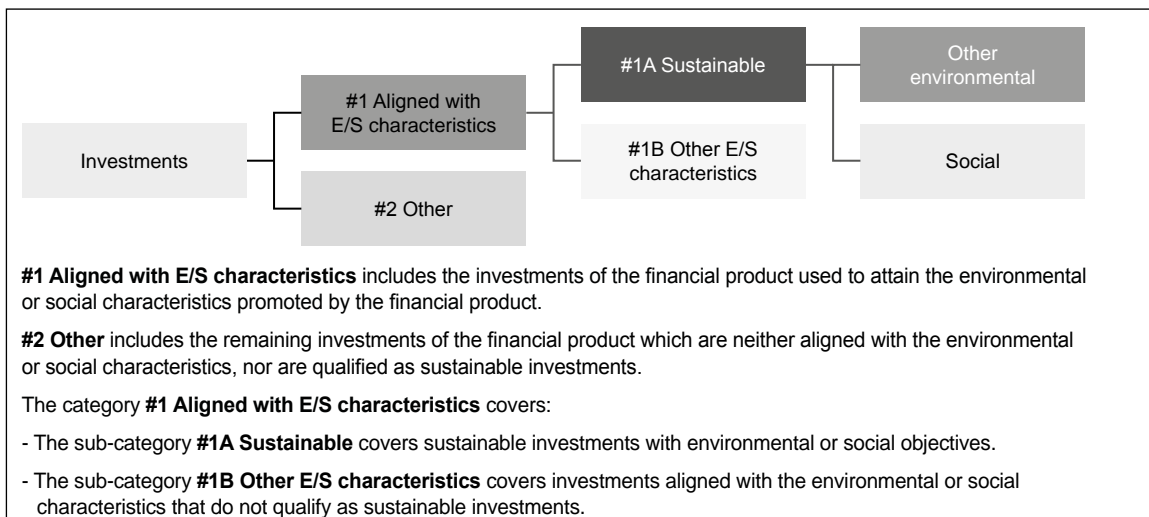 #1A Sustainable
Other
environmental
#1 Aligned with
E/S characteristics
Investments
#1B Other E/S
characteristics
Social
#2 Other
#1 Aligned with E/S characteristics includes the investments of the financial product used to attain the environmental
or social characteristics promoted by the financial product.
#2 Other includes the remaining investments of the financial product which are neither aligned with the environmental
or social characteristics, nor are qualified as sustainable investments.
The category #1 Aligned with E/S characteristics covers:
- The sub-category #1A Sustainable covers sustainable investments with environmental or social objectives.
- The sub-category #1B Other E/S characteristics covers investments aligned with the environmental or social
characteristics that do not qualify as sustainable investments.